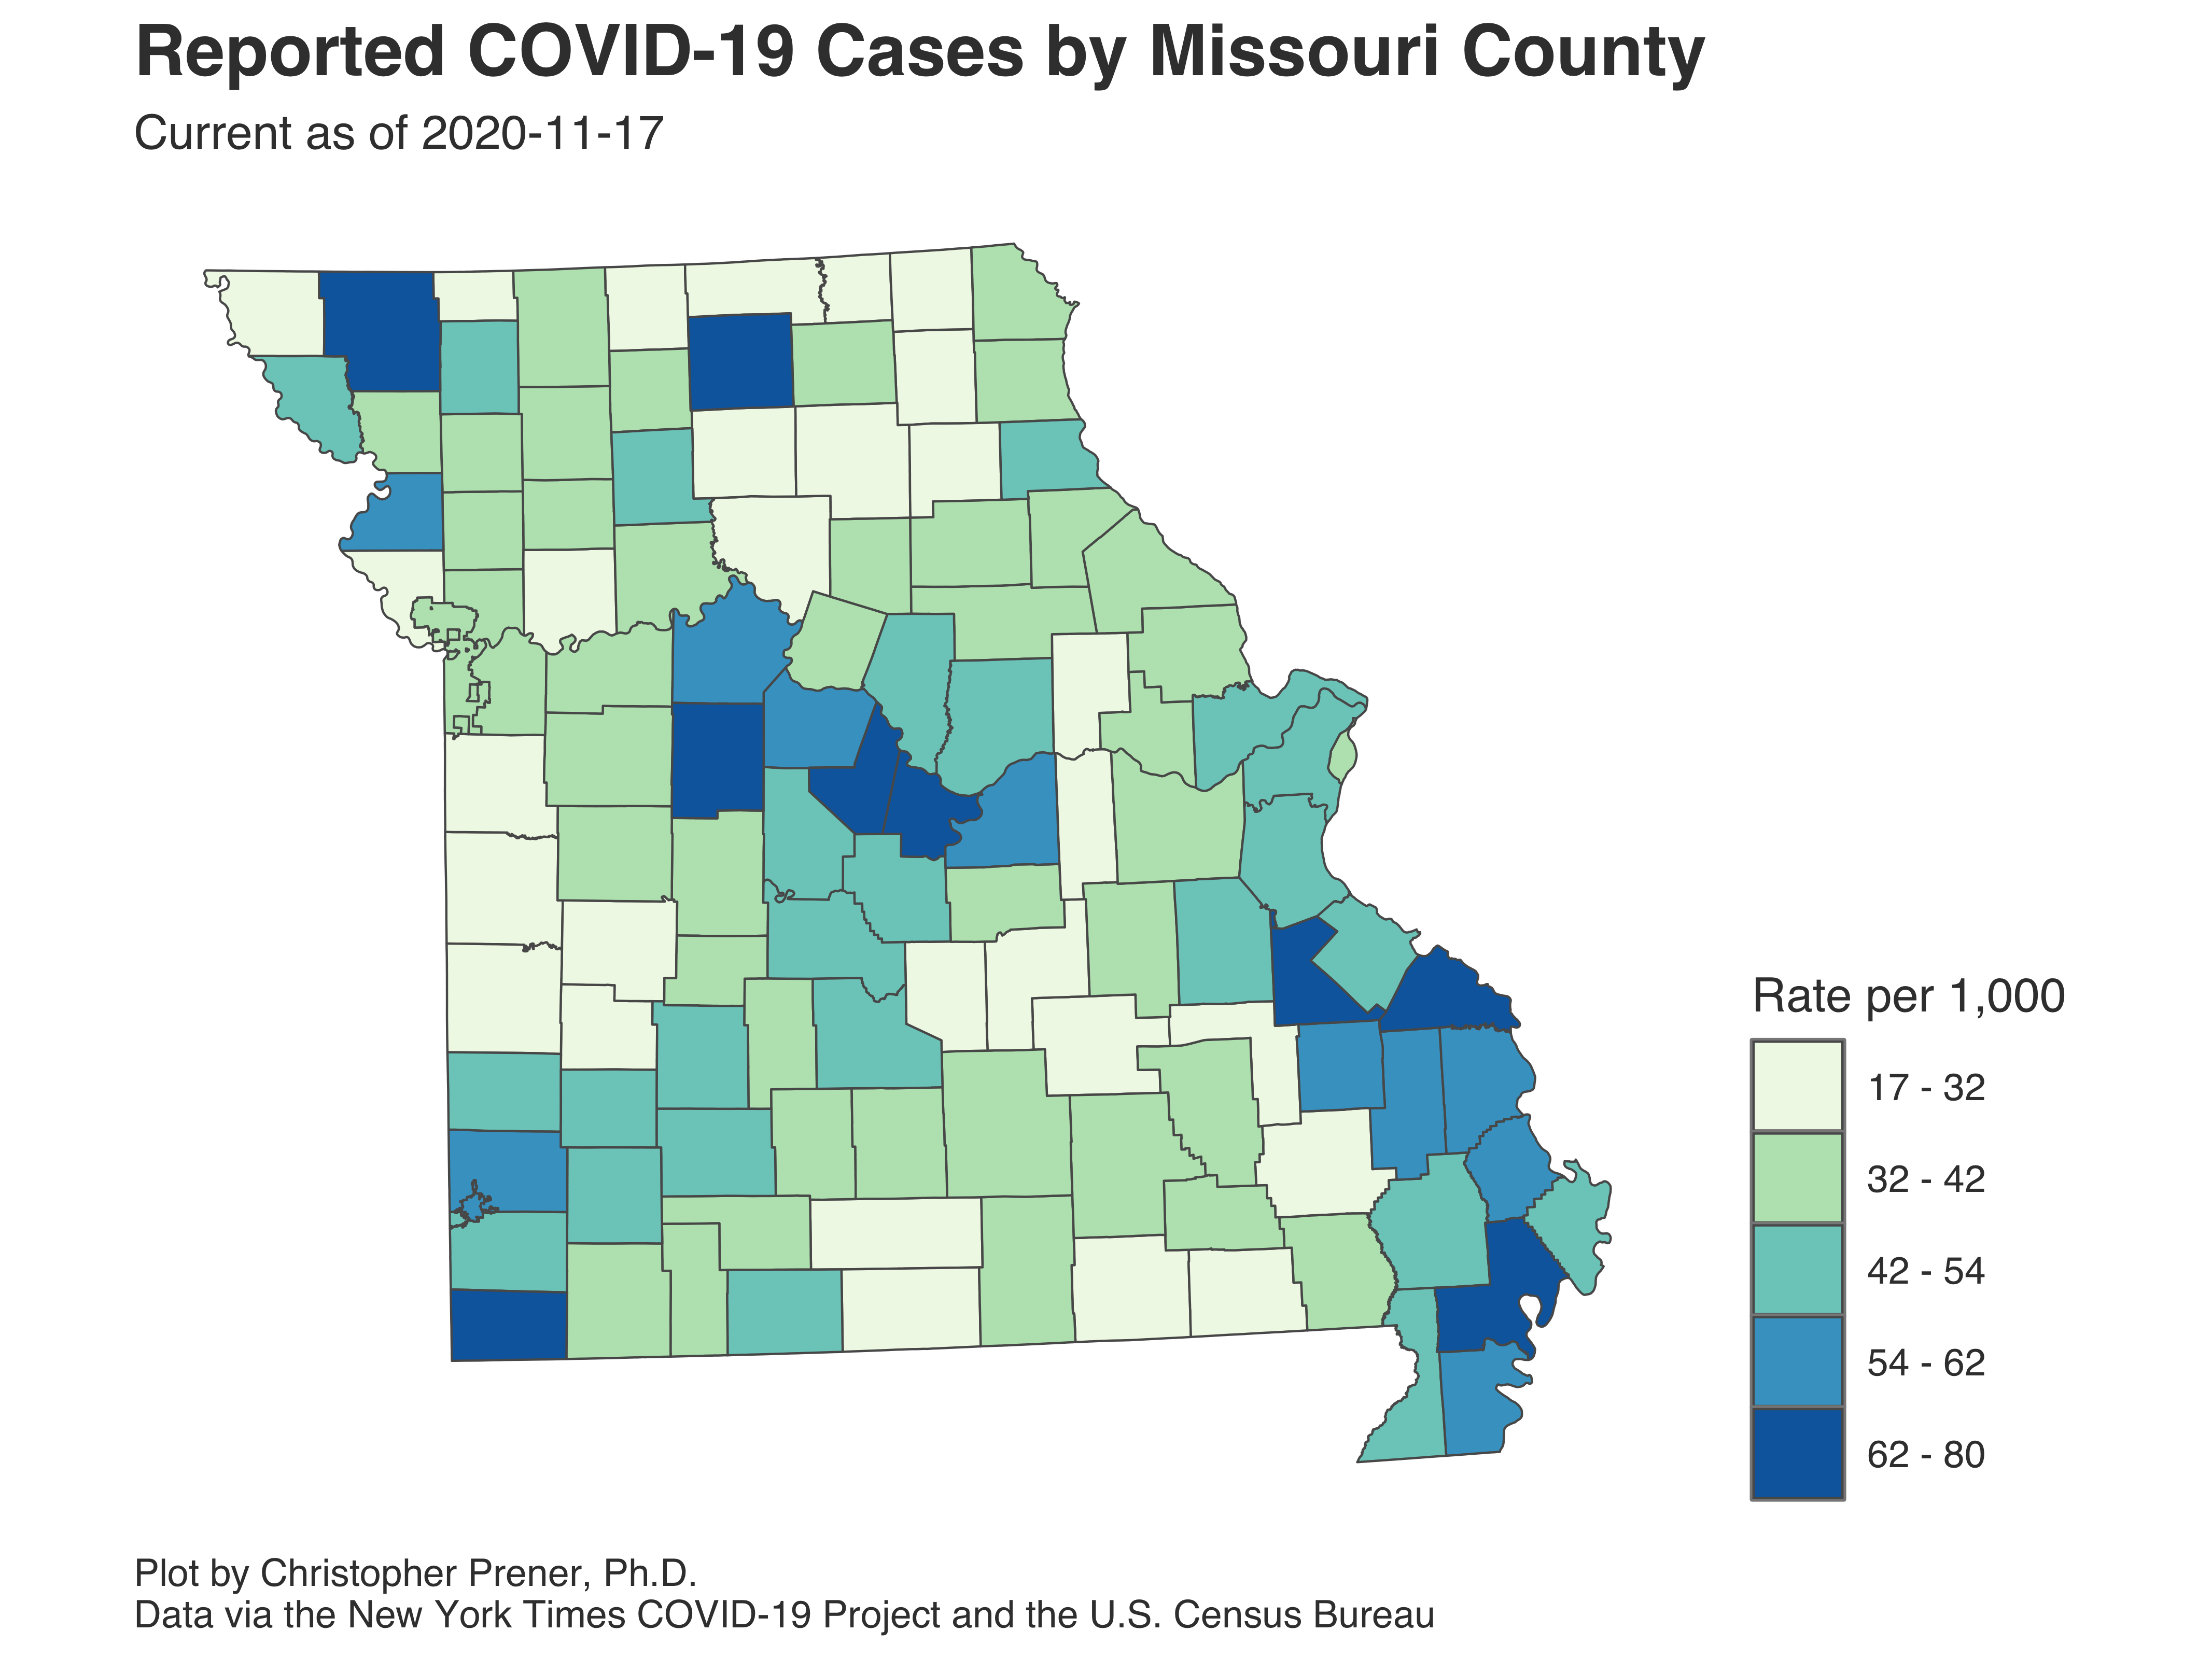 Reported COVID-19 Cases by Missouri County
Current as of 2020-11-17
Rate per 1,000
17 - 32
32 - 42
42 - 54
54 - 62
62 - 80
Plot by Christopher Prener, Ph.D.
Data via the New York Times COVID-19 Project and the U.S. Census Bureau